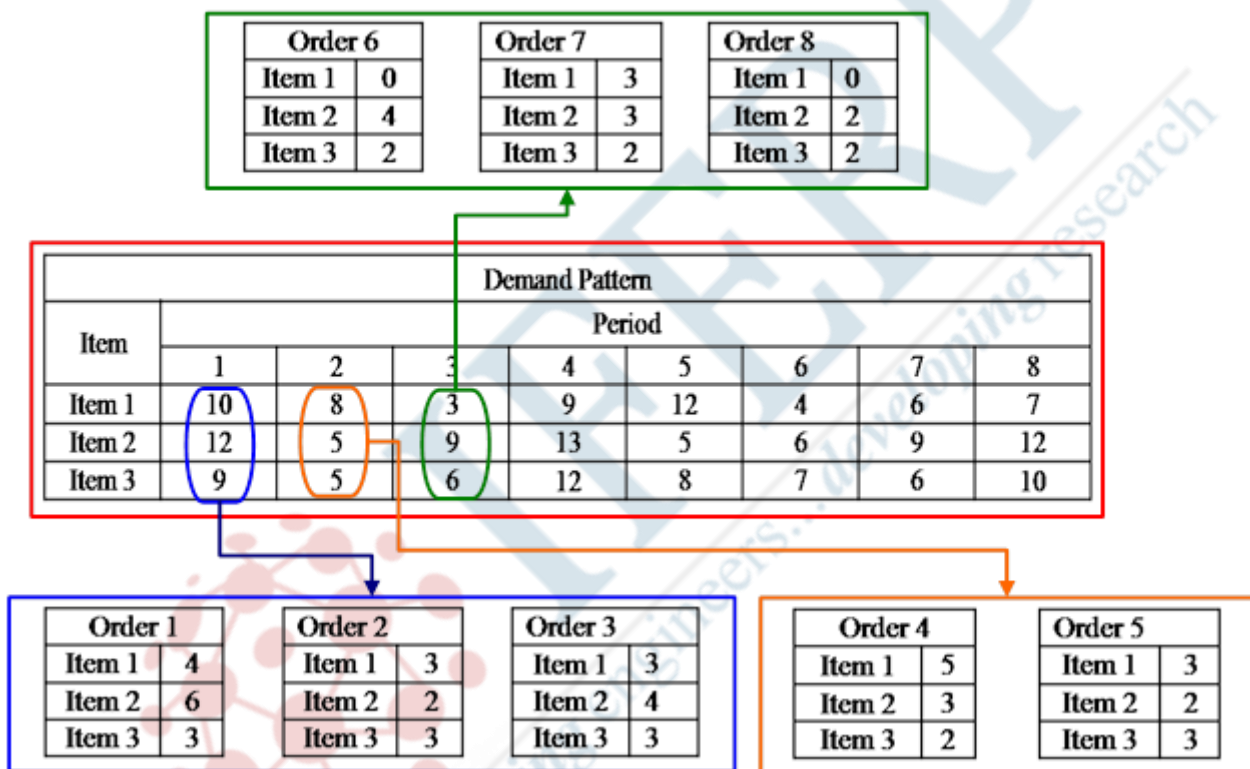 Order 6 Order 7 Order 8
Item 1 0 Item 1 3 Item 1 0
Item 2 4 Item 2 3 Item 2 2
Item 3 2 Item 3 2 Item 3 2
Demand Pattern
Item Period
1 2 3 4 5 6 7 8
Item 1 10 8 3 9 12 4 6 7
Item 2 12 5 9 13 5 6 9 12
Item 3 9 5 6 12 8 7 6 10
Order 1 Order 2 Order 3 Order 4 Order 5
Item 1 4 Item 1 3 Item 1 3 Item 1 5 Item 1 3
Item 2 6 Item 2 2 Item 2 4 Item 2 3 Item 2 2
Item 3 3 Item 3 3 Item 3 3 Item 3 2 Item 3 3
IFERP
engineers...developing research